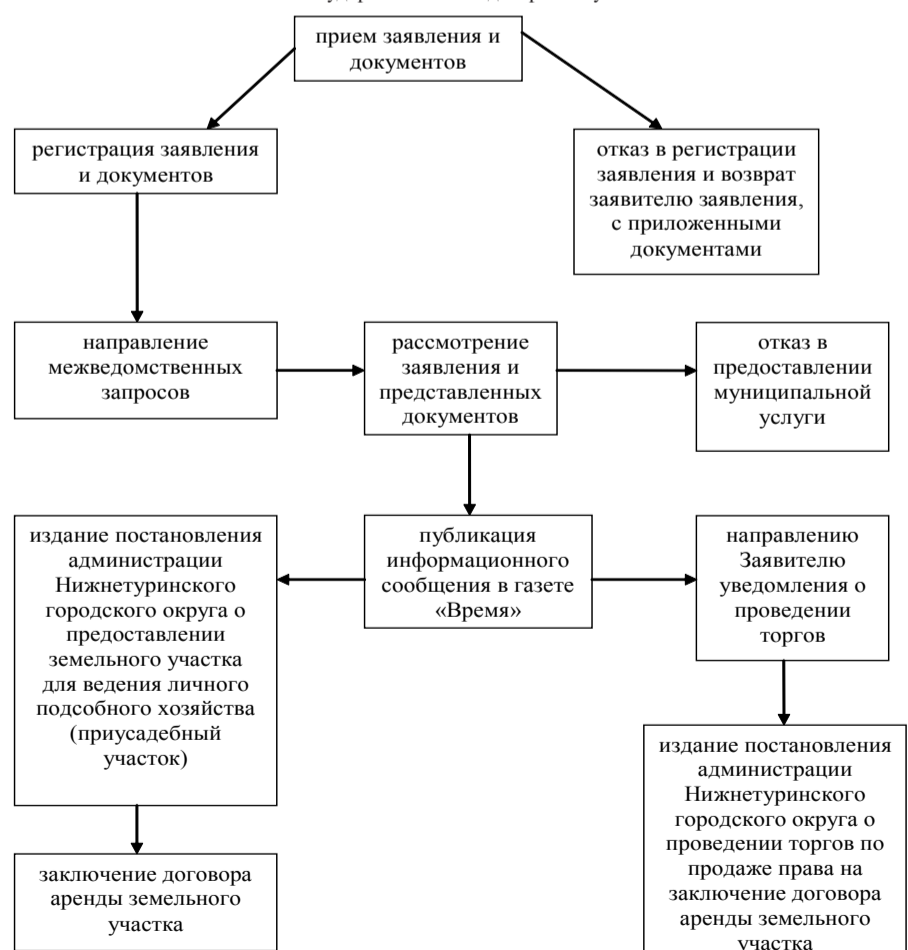 прием заявления и
документов
регистрация заявления
и документов
отказ в регистрации
заявления и возврат
заявителю заявления,
с приложенными
документами
направление
межведомственных
запросов
рассмотрение
заявления и
представленных
документов
отказ в
предоставлении
муниципальной
услуги
издание постановления
администрации
Нижнетуринского
городского округа о
предоставлении
земельного участка
для ведения личного
подсобного хозяйства
(приусадебный
участок)
публикация
информационного
сообщения в газете
«Время»
направлению
Заявителю
уведомления о
проведении
торгов
заключение договора
аренды земельного
участка
издание постановления
администрации
Нижнетуринского
городского округа о
проведении торгов по
продаже права на
заключение договора
аренды земельного
участка